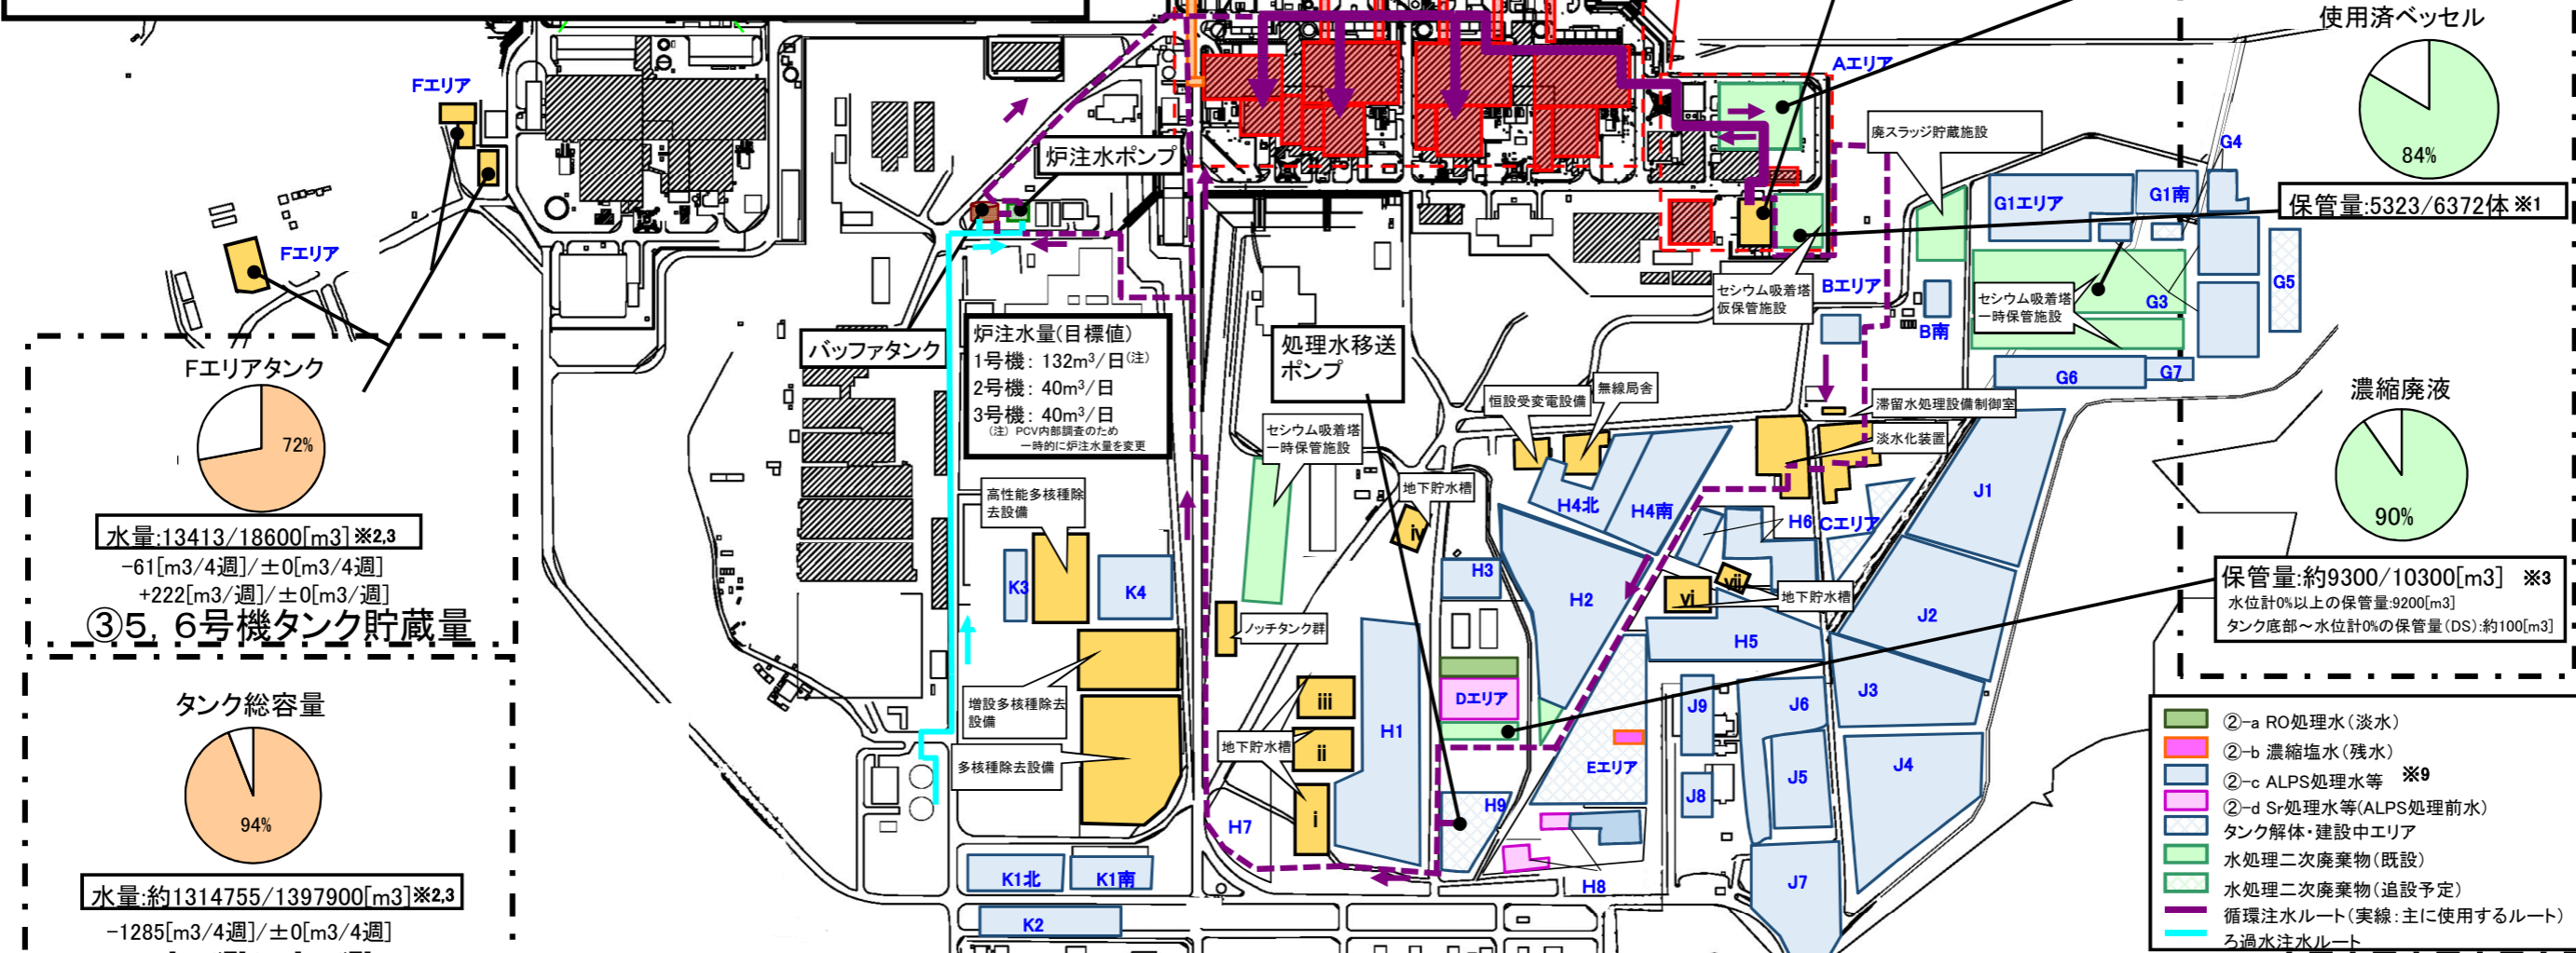 使用済ベッセル
84%
保管量:5323/6372体 ※1
Aエリア
Fエリア
廃スラッジ貯蔵施設
G4
炉注水ポンプ
G1エリア
G1南
Fエリア
セシウム吸着塔
仮保管施設
Bエリア
セシウム吸着塔
一時保管施設
G3
G5
B南
G6
G7
Fエリアタンク
72%
水量:13413/18600[m3]※2,3
-61[m3/4週]/±0[m3/4週]
+222[m3/週]/±0[m3/週]
③5, 6号機タンク貯蔵量
バッファタンク
炉注水量(目標値)
1号機: 132m³/日(注)
2号機: 40m³/日
3号機: 40m³/日
(注) PCV内部調査のため
一時的に炉注水量を変更
処理水移送
ポンプ
恒設受変電設備
無線局舎
滞留水処理設備制御室
淡水化装置
濃縮廃液
90%
保管量:約9300/10300[m3] ※3
水位計0%以上の保管量:9200[m3]
タンク底部～水位計0%の保管量(DS):約100[m3]
セシウム吸着塔
一時保管施設
高性能多核種除
去設備
地下貯水槽
iv
H4北
H4南
H6
Cエリア
J1
K3
K4
H3
H2
vi
vii
地下貯水槽
J2
ノッチタンク群
H5
タンク総容量
94%
水量:約1314755/1397900[m3]※2,3
-1285[m3/4週]/±0[m3/4週]
増設多核種除去
設備
多核種除去設備
iii
ii
i
地下貯水槽
H1
Dエリア
Eエリア
J9
J6
J3
J8
J5
J4
H7
H9
H8
J7
K1北
K1南
K2
②-a RO処理水(淡水)
②-b 濃縮塩水(残水)
②-c ALPS処理水等 ※9
②-d Sr処理水等(ALPS処理前水)
タンク解体・建設中エリア
水処理二次廃棄物(既設)
水処理二次廃棄物(追設予定)
循環注水ルート(実線:主に使用するルート)
ろ過水注水ルート